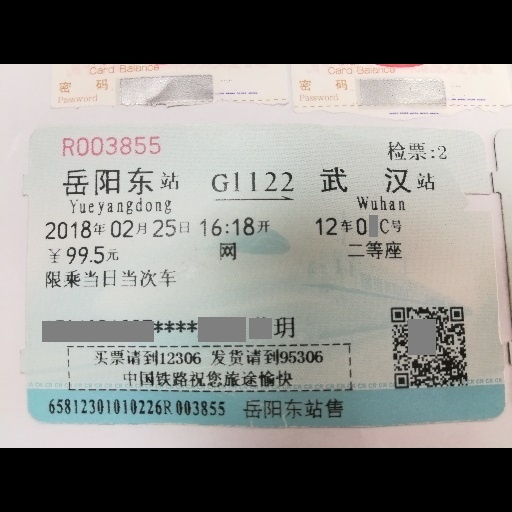 Card Balance
密 码
Password
Card Balance
密 码
Password
R003855
检票:2
岳阳东站 G1122 武汉站
Yueyangdong Wuhan
2018年02月25日 16:18开 12车0 C号
￥99.5元 网 二等座
限乘当日当次车
**** 玥
买票请到12306 发货请到95306
中国铁路祝您旅途愉快
65812301010226R003855 岳阳东站售